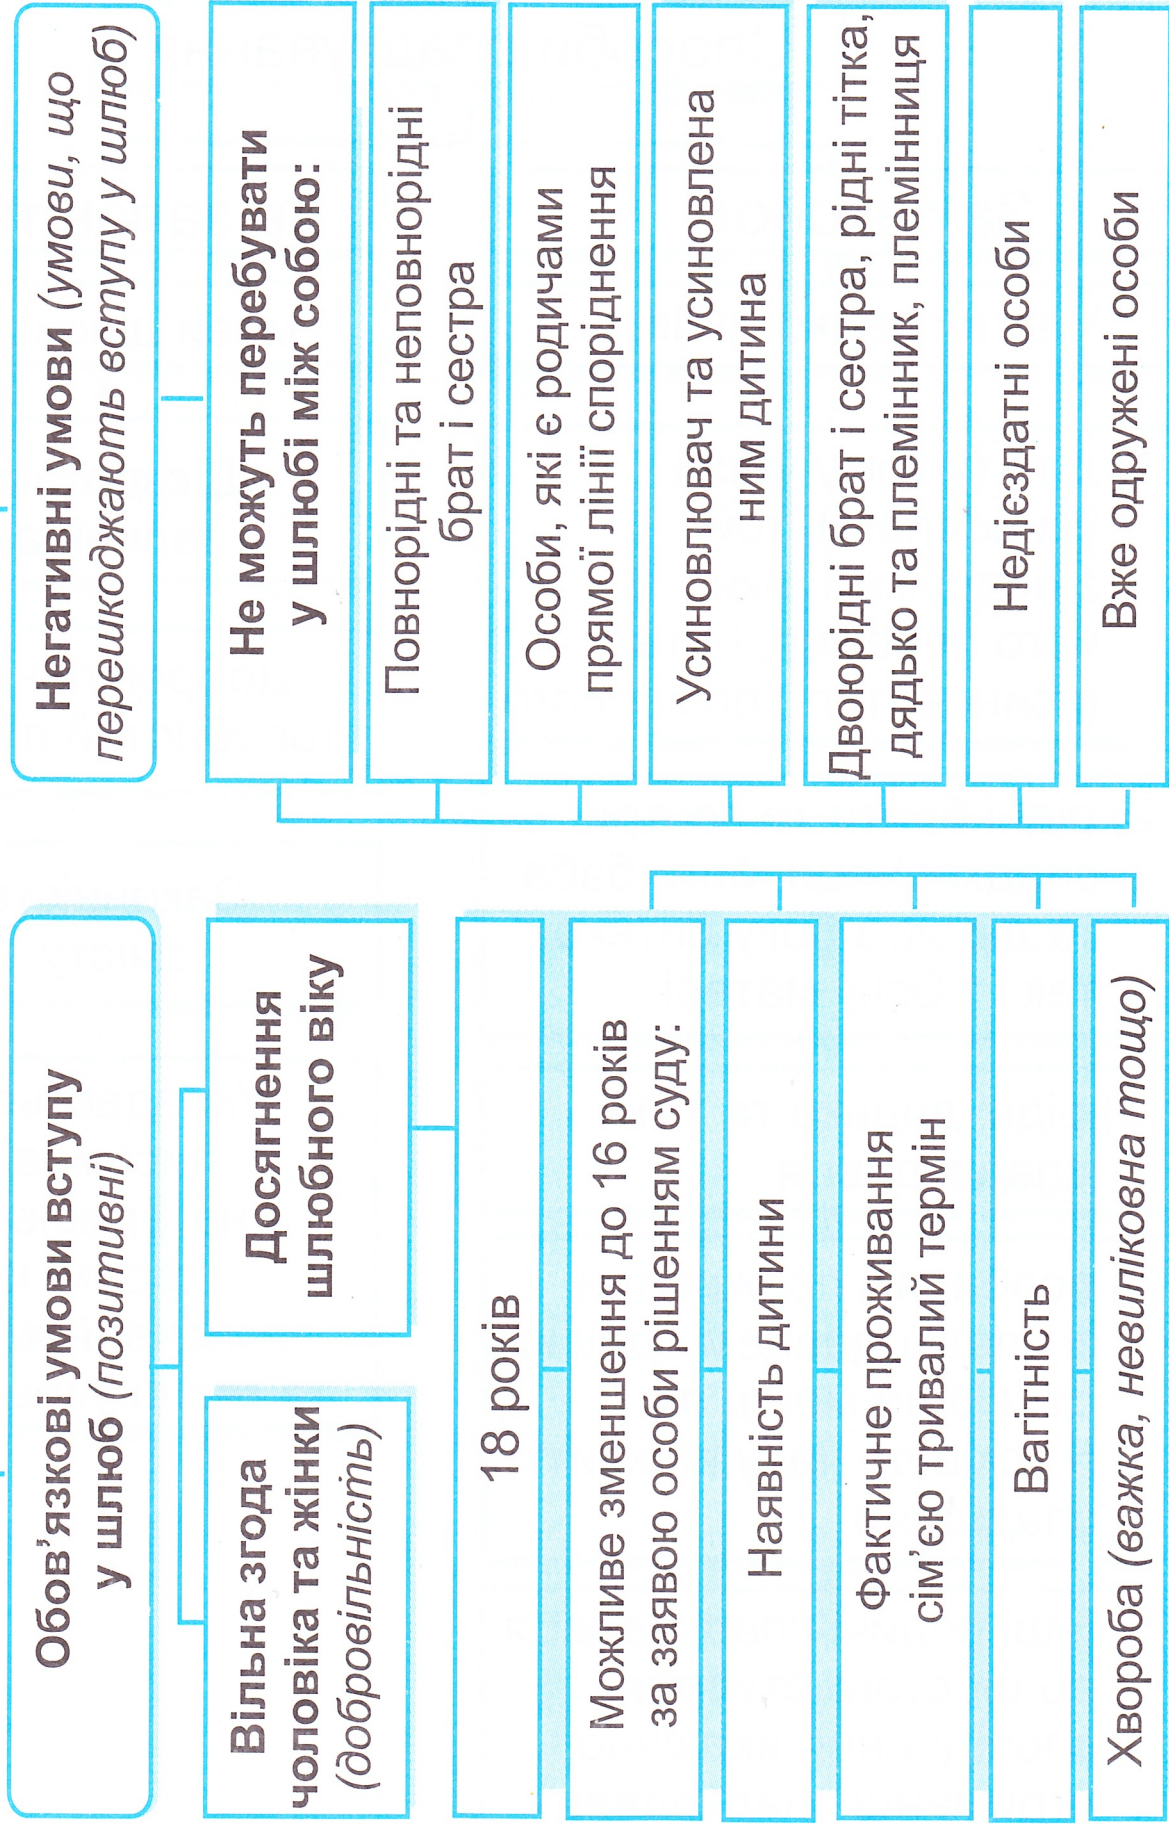 Обов’язкові умови вступу
у шлюб (позитивні)
Вільна згода
чоловіка та жінки
(добровільність)
Досягнення
шлюбного віку
18 років
Можливе зменшення до 16 років
за заявою особи рішенням суду:
Наявність дитини
Фактичне проживання
сім’єю тривалий термін
Вагітність
Хвороба (важка, невиліковна тощо)
Негативні умови (умови, що
перешкоджають вступу у шлюб)
Не можуть перебувати
у шлюбі між собою:
Повнорідні та неповнорідні
брат і сестра
Особи, які є родичами
прямої лінії споріднення
Усиновлювач та усиновлена
ним дитина
Двоюрідні брат і сестра, рідні тітка,
дядько та племінник, племінниця
Недієздатні особи
Вже одружені особи